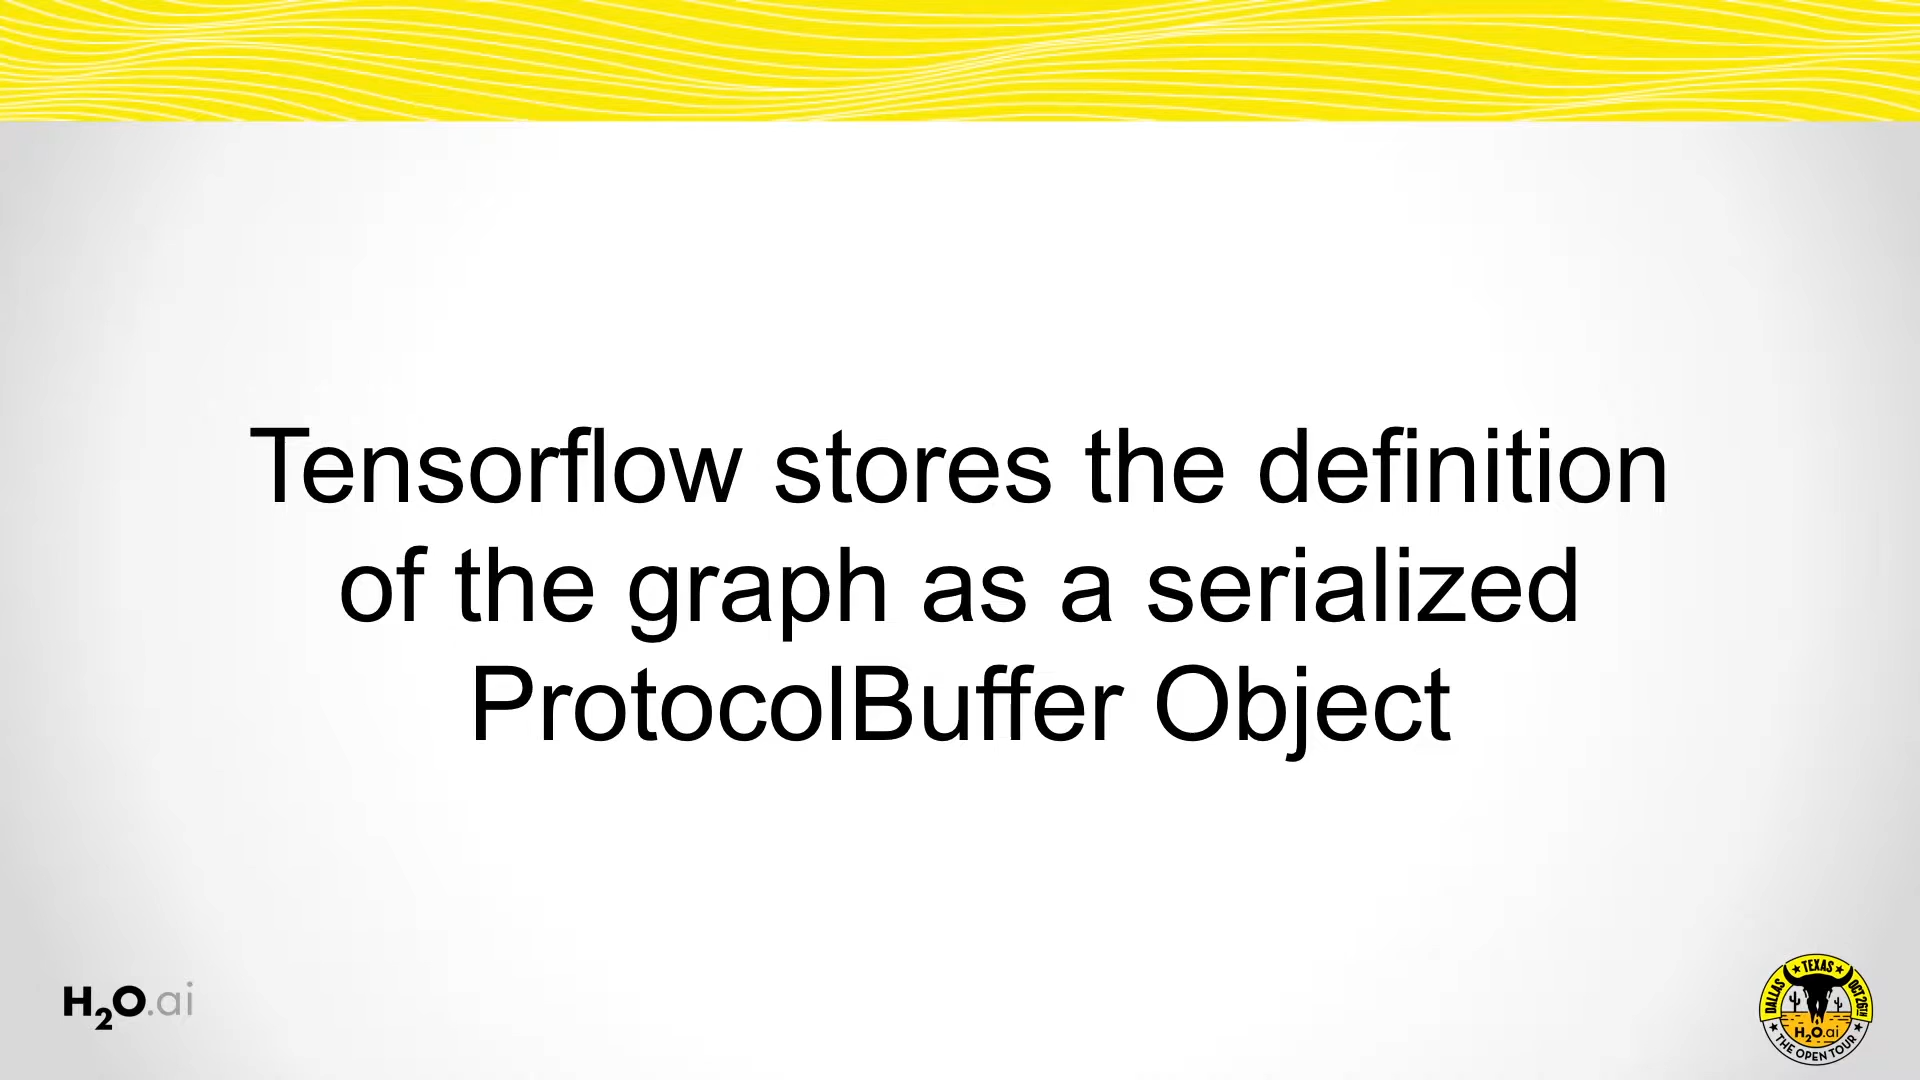 Tensorflow stores the definition
of the graph as a serialized
ProtocolBuffer Object
H2O.ai
DALLAS ★ TEXAS ★ OCT 26TH
H2O.ai
★ THE OPEN TOUR ★